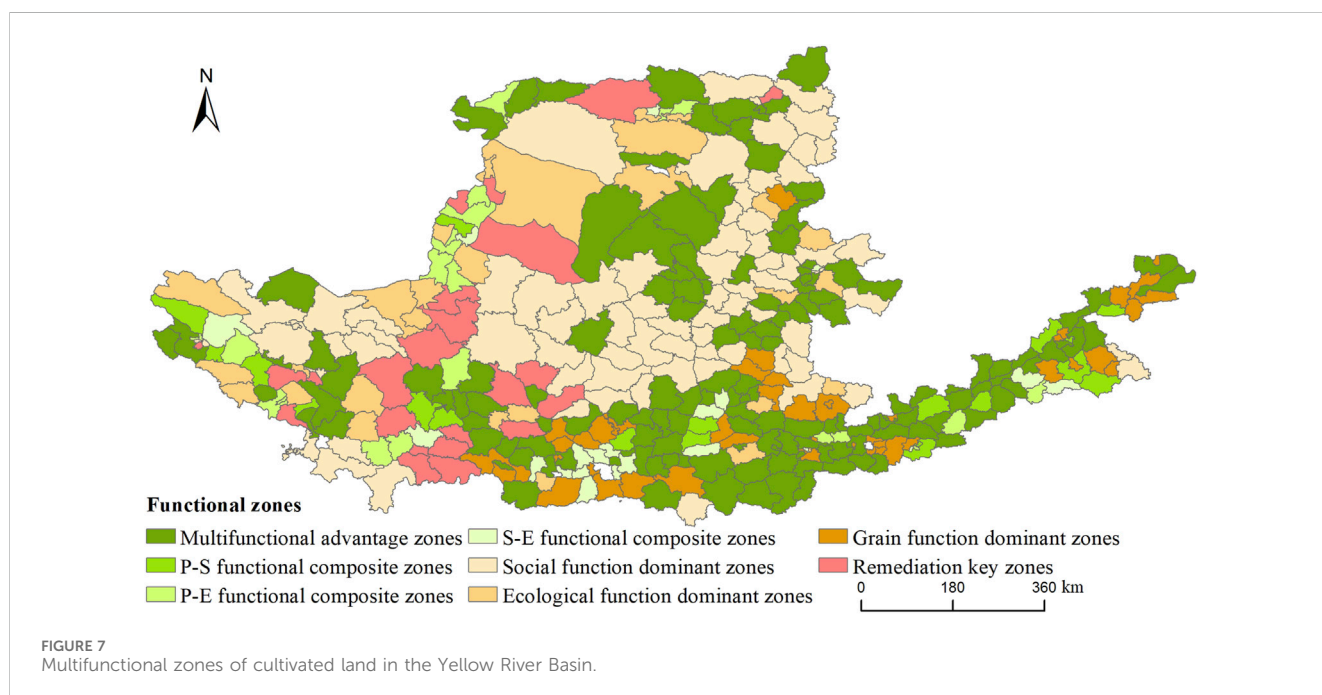 N
Functional zones
Multifunctional advantage zones
P-S functional composite zones
P-E functional composite zones
S-E functional composite zones
Social function dominant zones
Ecological function dominant zones
Grain function dominant zones
Remediation key zones
0 180 360 km
FIGURE 7
Multifunctional zones of cultivated land in the Yellow River Basin.